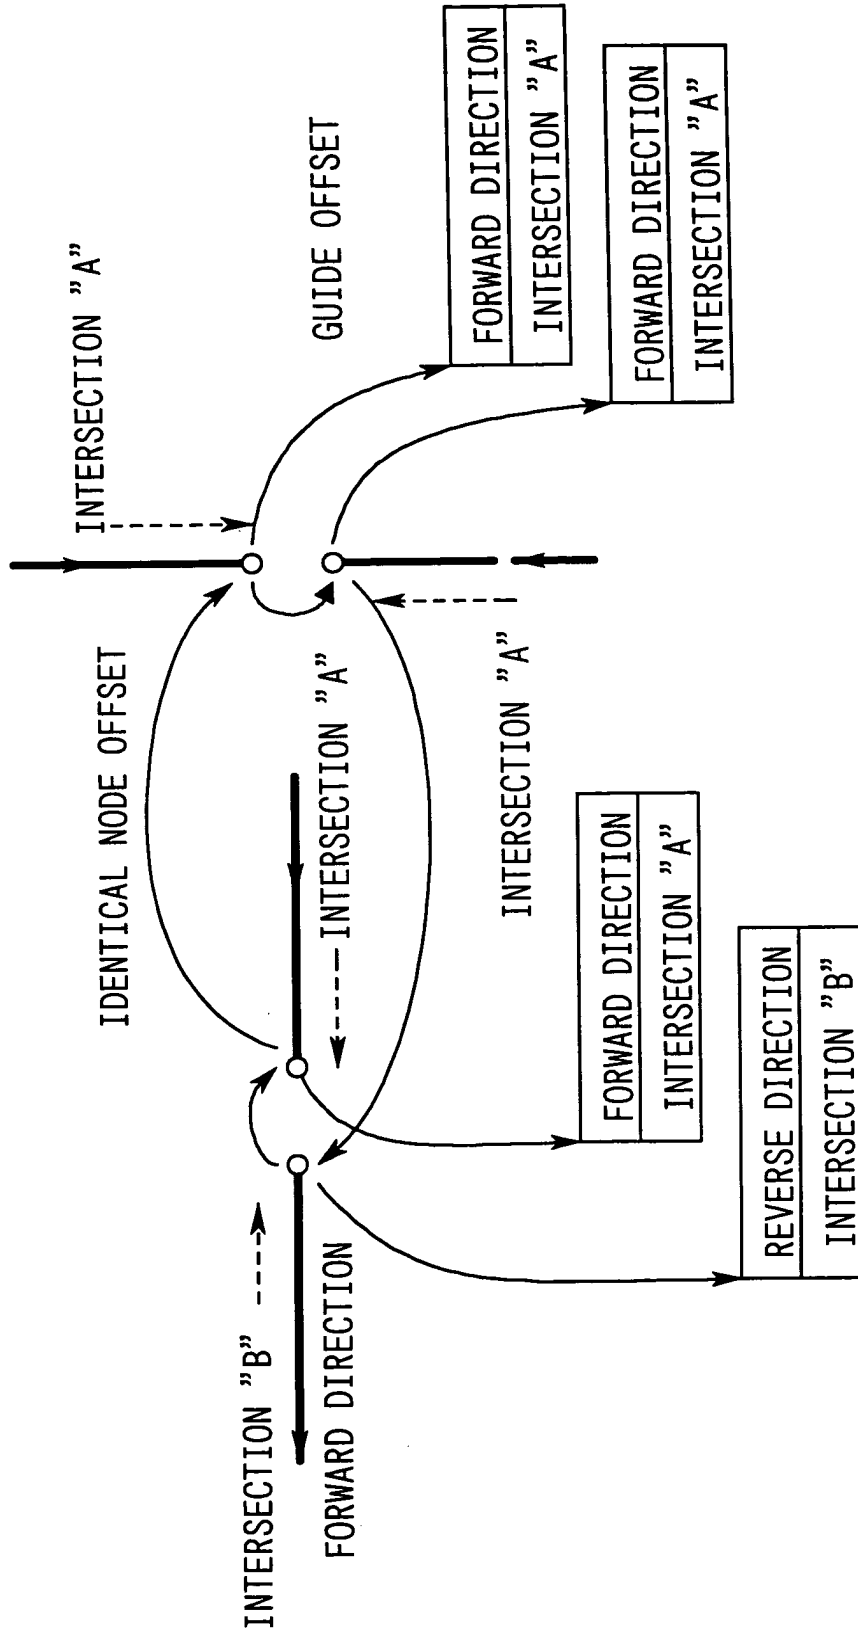 INTERSECTION "A"
IDENTICAL NODE OFFSET
INTERSECTION "B"
FORWARD DIRECTION
INTERSECTION "A"
GUIDE OFFSET
INTERSECTION "A"
FORWARD DIRECTION
INTERSECTION "A"
FORWARD DIRECTION
INTERSECTION "A"
FORWARD DIRECTION
INTERSECTION "A"
REVERSE DIRECTION
INTERSECTION "B"